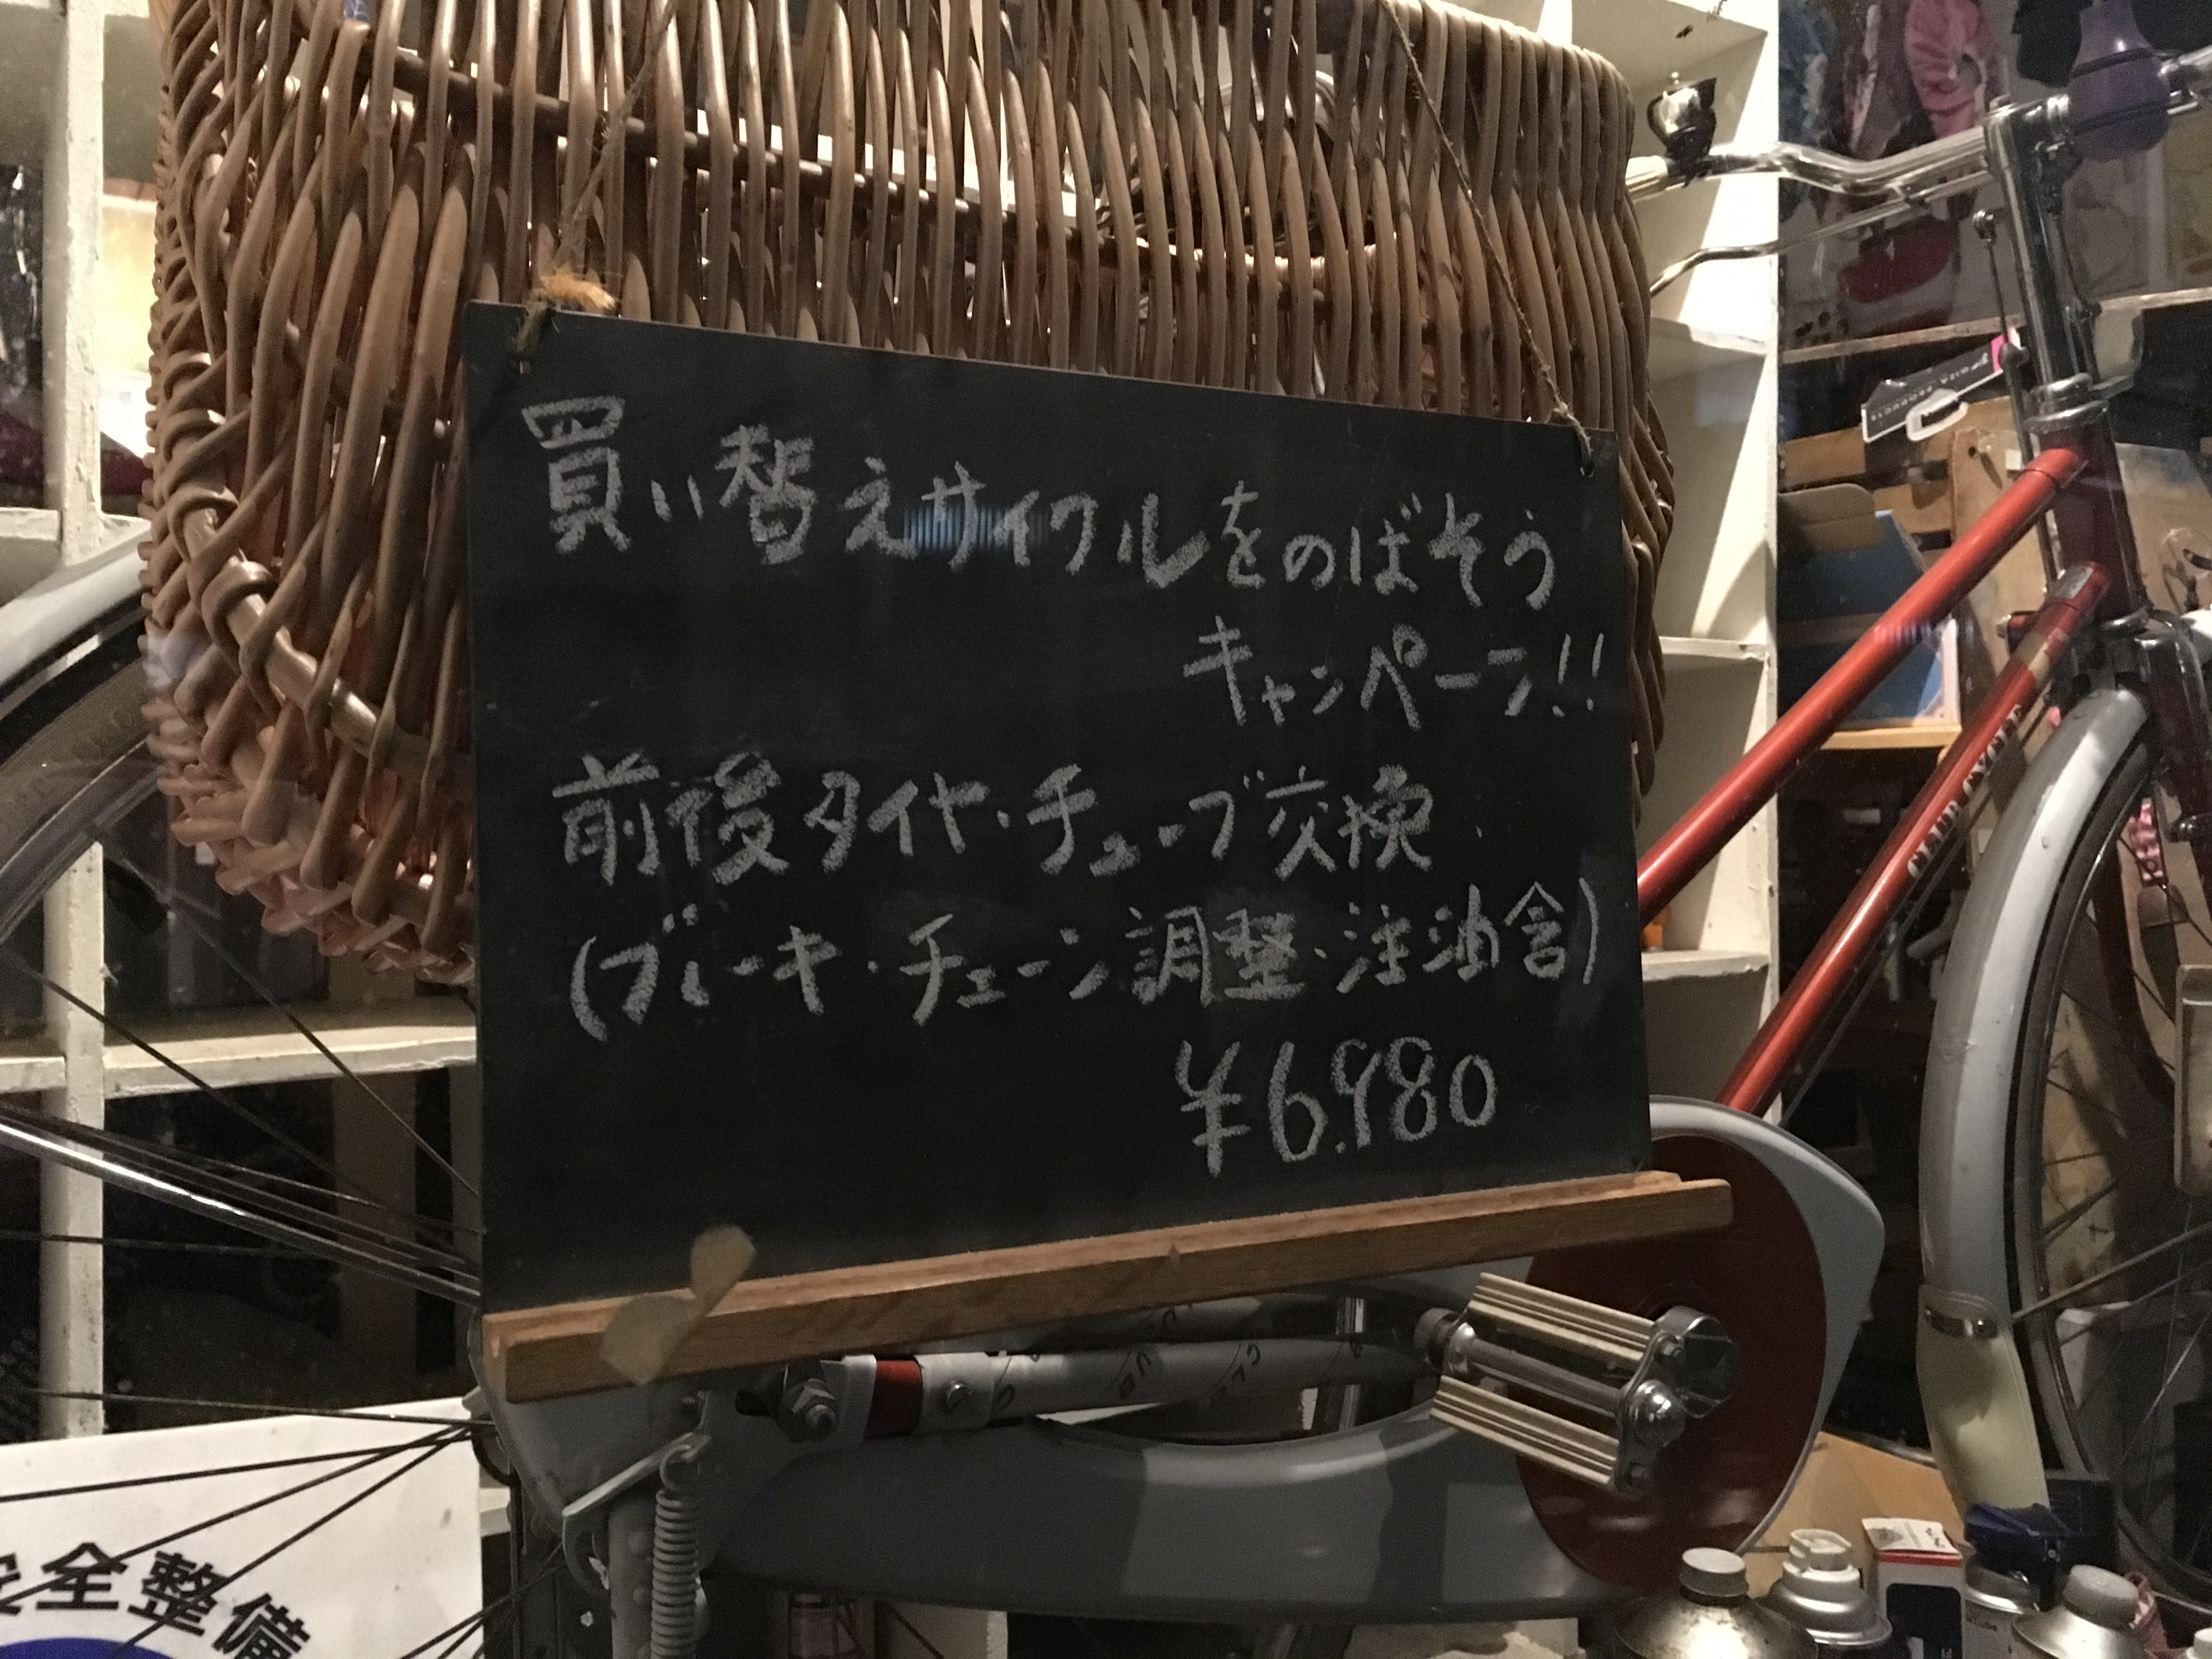 買い替えサイクルをのばそう
キャンペーン!!
前後タイヤ・チューブ交換
(ブレーキ・チェーン調整・注油含)
¥6,980
全整備